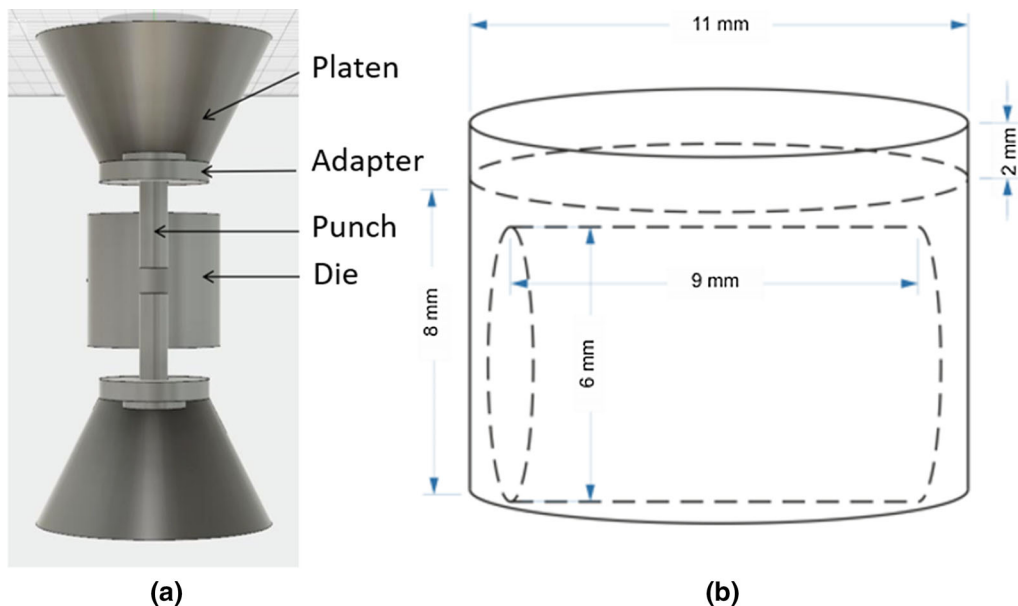 Platen
Adapter
Punch
Die
(a)
11 mm
2 mm
8 mm
9 mm
6 mm
(b)